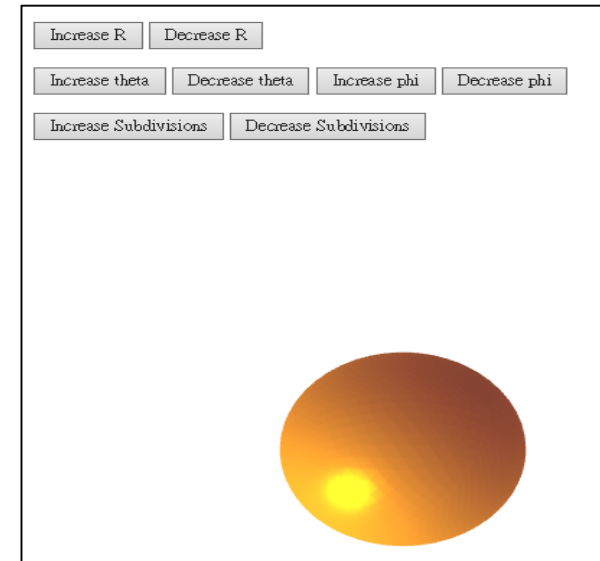 Increase R Decrease R
Increase theta Decrease theta Increase phi Decrease phi
Increase Subdivisions Decrease Subdivisions